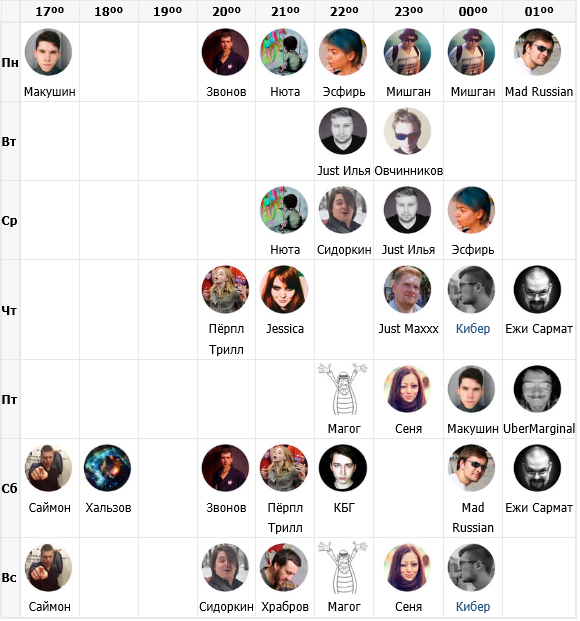 17⁰⁰ 18⁰⁰ 19⁰⁰ 20⁰⁰ 21⁰⁰ 22⁰⁰ 23⁰⁰ 00⁰⁰ 01⁰⁰
Пн
Макушин Звонов Нюта Эсфирь Мишган Мишган Mad Russian
Вт
Just Илья Овчинников
Ср
Нюта Сидоркин Just Илья Эсфирь
Чт
Пёрпл Jessica Just Maxxx Кибер Ежи Сармат
Трилл
Пт
Магог Сеня Макушин UberMarginal
Сб
Саймон Хальзов Звонов Пёрпл КБГ Mad Ежи Сармат
Трилл Russian
Вс
Саймон Сидоркин Храбров Магог Сеня Кибер